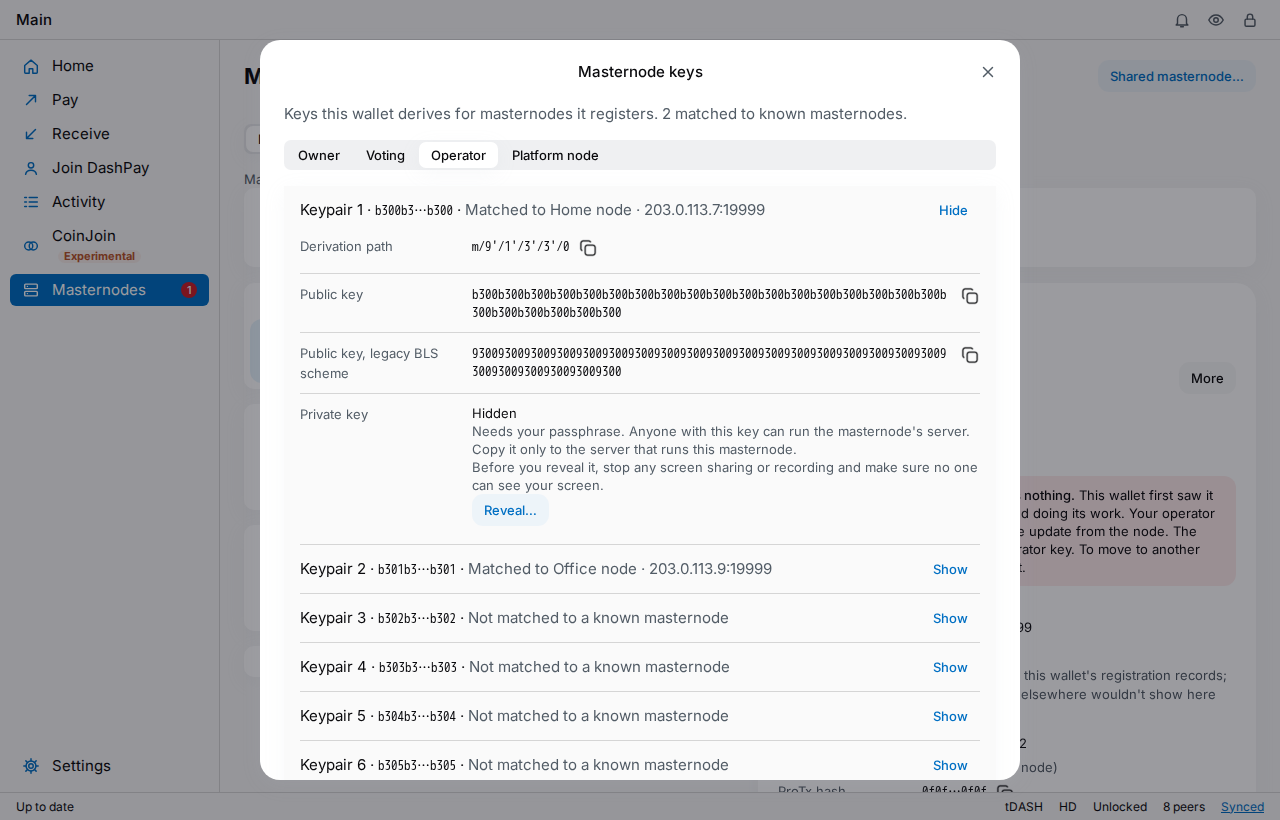 Main
Home
Pay
Receive
Join DashPay
Activity
CoinJoin
Experimental
Masternodes 1
Settings
Shared masternode...
More
nothing. This wallet first saw it
d doing its work. Your operator
update from the node. The
rator key. To move to another
this wallet's registration records;
elsewhere wouldn't show here
node)
ProTx hash 0f0f···0f0f
Masternode keys
Keys this wallet derives for masternodes it registers. 2 matched to known masternodes.
Owner Voting Operator Platform node
Keypair 1 · b300b3···b300 · Matched to Home node · 203.0.113.7:19999 Hide
Derivation path m/9'/1'/3'/3'/0
Public key b300b300b300b300b300b300b300b300b300b300b300b300b300b300b300b300b300b300b
300b300b300b300b300b300
Public key, legacy BLS scheme 930093009300930093009300930093009300930093009300930093009300930093009300
930093009300930093009300
Private key Hidden
Needs your passphrase. Anyone with this key can run the masternode's server.
Copy it only to the server that runs this masternode.
Before you reveal it, stop any screen sharing or recording and make sure no one
can see your screen.
Reveal...
Keypair 2 · b301b3···b301 · Matched to Office node · 203.0.113.9:19999 Show
Keypair 3 · b302b3···b302 · Not matched to a known masternode Show
Keypair 4 · b303b3···b303 · Not matched to a known masternode Show
Keypair 5 · b304b3···b304 · Not matched to a known masternode Show
Keypair 6 · b305b3···b305 · Not matched to a known masternode Show
Up to date tDASH HD Unlocked 8 peers Synced